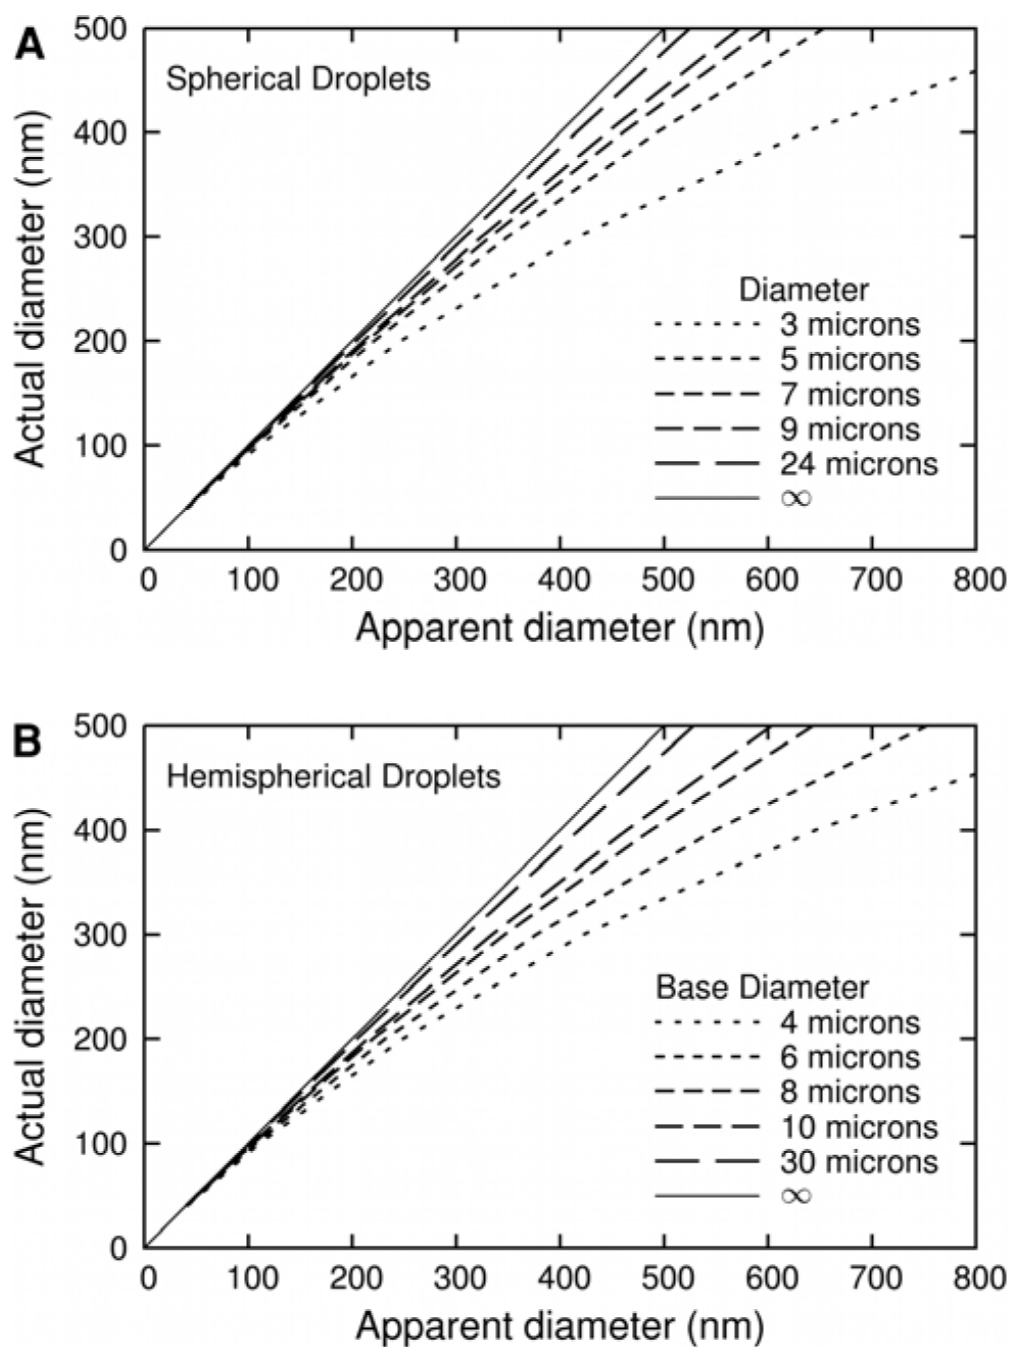 A
Spherical Droplets
Actual diameter (nm)
500
400
300
200
100
0
Diameter
3 microns
5 microns
7 microns
9 microns
24 microns
∞
0 100 200 300 400 500 600 700 800
Apparent diameter (nm)
B
Hemispherical Droplets
Actual diameter (nm)
500
400
300
200
100
0
Base Diameter
4 microns
6 microns
8 microns
10 microns
30 microns
∞
0 100 200 300 400 500 600 700 800
Apparent diameter (nm)